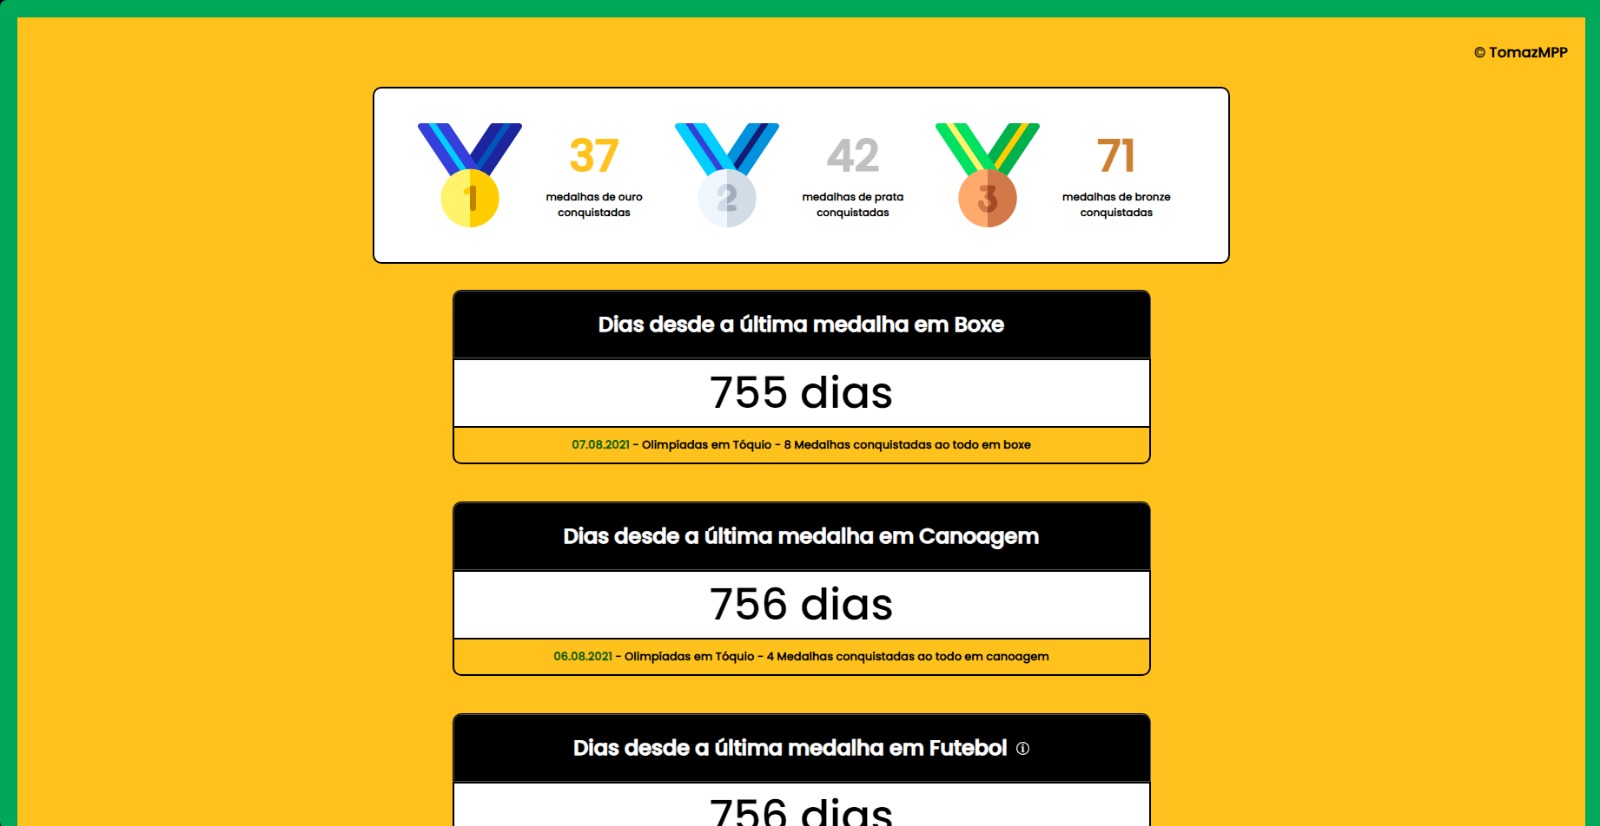 © TomazMPP
1
37
medalhas de ouro
conquistadas
2
42
medalhas de prata
conquistadas
3
71
medalhas de bronze
conquistadas
Dias desde a última medalha em Boxe
755 dias
07.08.2021 - Olimpíadas em Tóquio - 8 Medalhas conquistadas ao todo em boxe
Dias desde a última medalha em Canoagem
756 dias
06.08.2021 - Olimpíadas em Tóquio - 4 Medalhas conquistadas ao todo em canoagem
Dias desde a última medalha em Futebol
756 dias